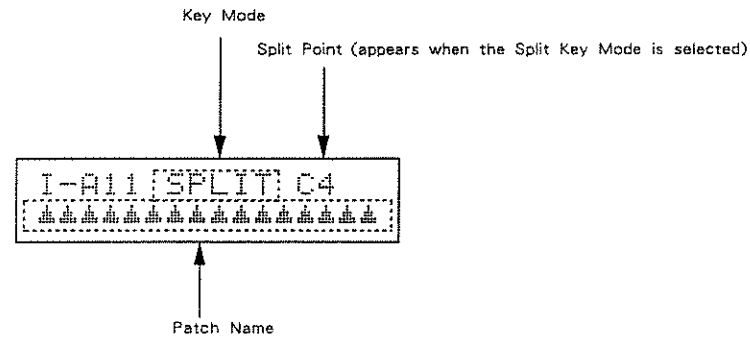 Key Mode
Split Point (appears when the Split Key Mode is selected)
I-A11 SPLIT C4
Patch Name